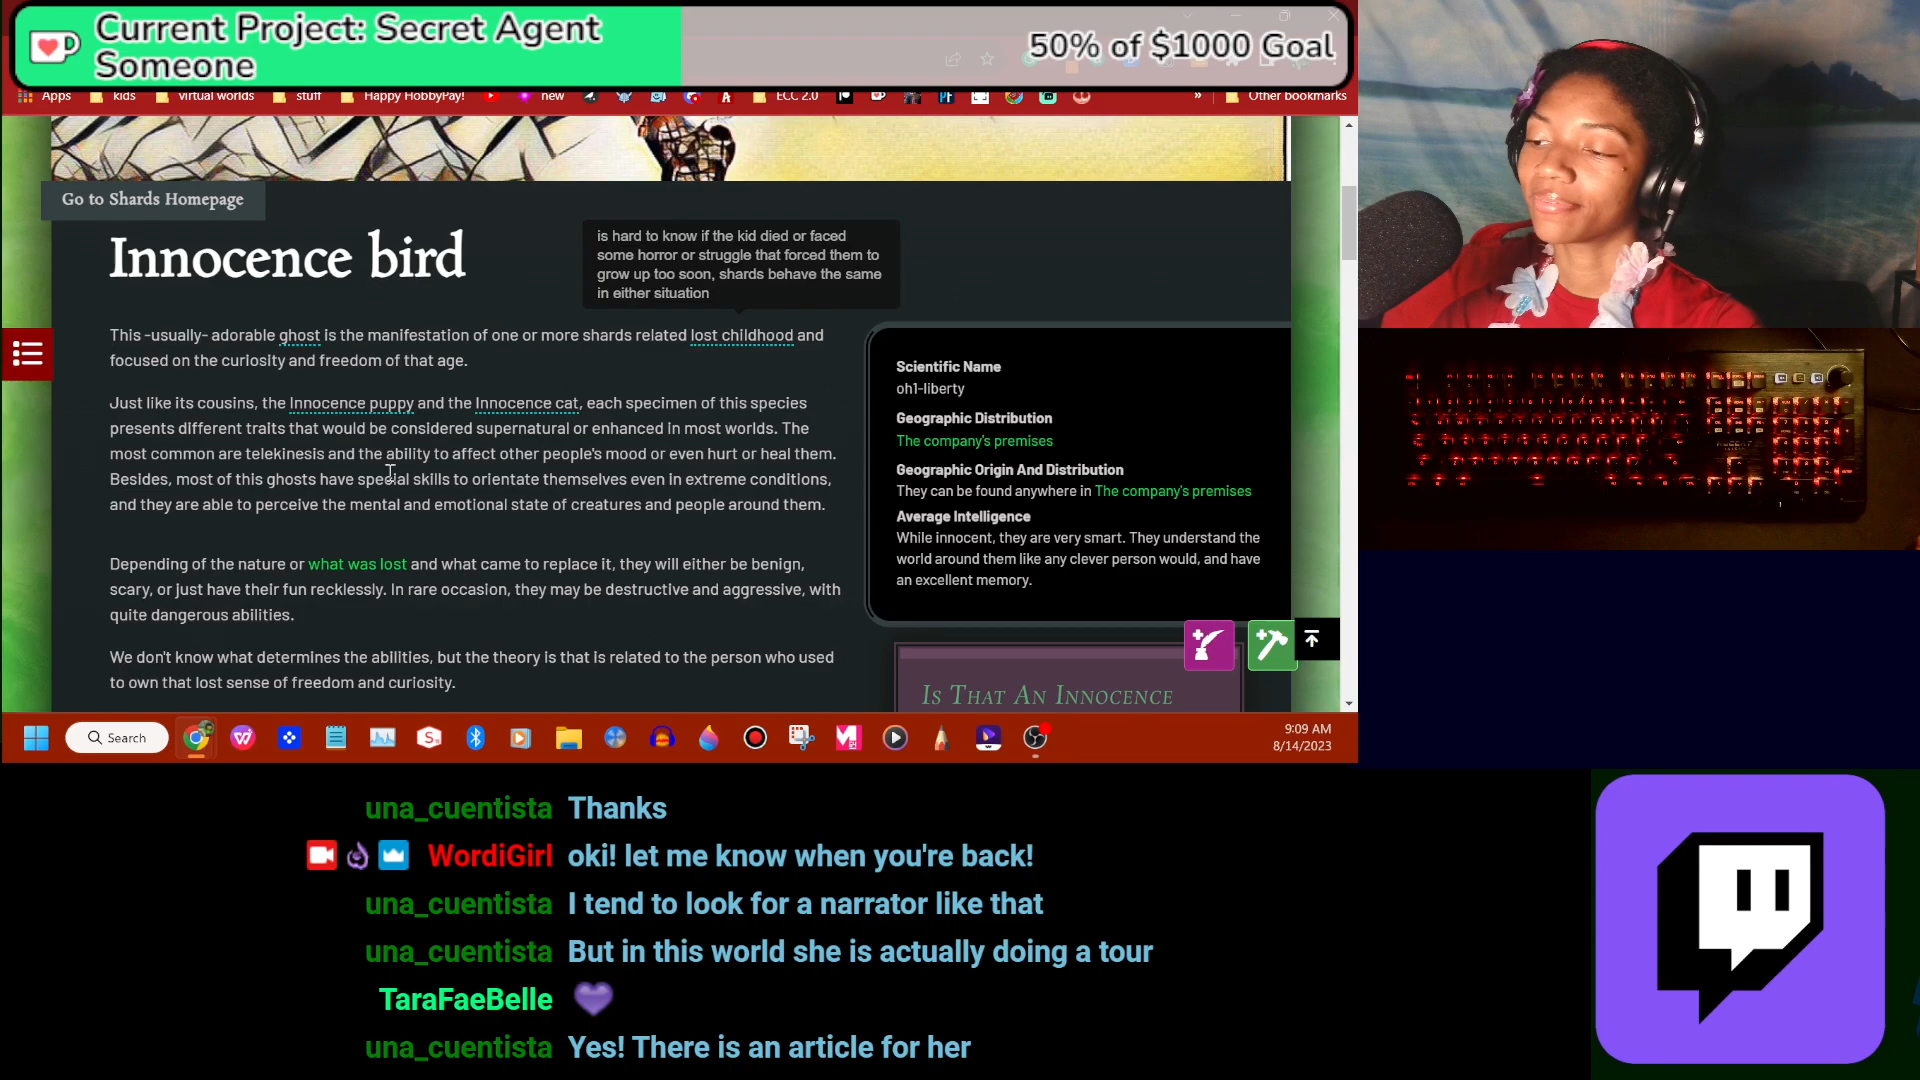 Current Project: Secret Agent
Someone
50% of $1000 Goal
Apps
kids
virtual worlds
stuff
Happy HobbyPay!
new
ECC 2.0
»
Other bookmarks
Go to Shards Homepage
Innocence bird
is hard to know if the kid died or faced
some horror or struggle that forced them to
grow up too soon, shards behave the same
in either situation
This -usually- adorable ghost is the manifestation of one or more shards related lost childhood and
focused on the curiosity and freedom of that age.
Just like its cousins, the Innocence puppy and the Innocence cat, each specimen of this species
presents different traits that would be considered supernatural or enhanced in most worlds. The
most common are telekinesis and the ability to affect other people's mood or even hurt or heal them.
Besides, most of this ghosts have special skills to orientate themselves even in extreme conditions,
and they are able to perceive the mental and emotional state of creatures and people around them.
Depending of the nature or what was lost and what came to replace it, they will either be benign,
scary, or just have their fun recklessly. In rare occasion, they may be destructive and aggressive, with
quite dangerous abilities.
We don't know what determines the abilities, but the theory is that is related to the person who used
to own that lost sense of freedom and curiosity.
Scientific Name
oh1-liberty
Geographic Distribution
The company's premises
Geographic Origin And Distribution
They can be found anywhere in The company's premises
Average Intelligence
While innocent, they are very smart. They understand the
world around them like any clever person would, and have
an excellent memory.
Is That An Innocence
Search
9:09 AM
8/14/2023
una_cuentista Thanks
WordiGirl oki! let me know when you're back!
una_cuentista I tend to look for a narrator like that
una_cuentista But in this world she is actually doing a tour
TaraFaeBelle 💜
una_cuentista Yes! There is an article for her